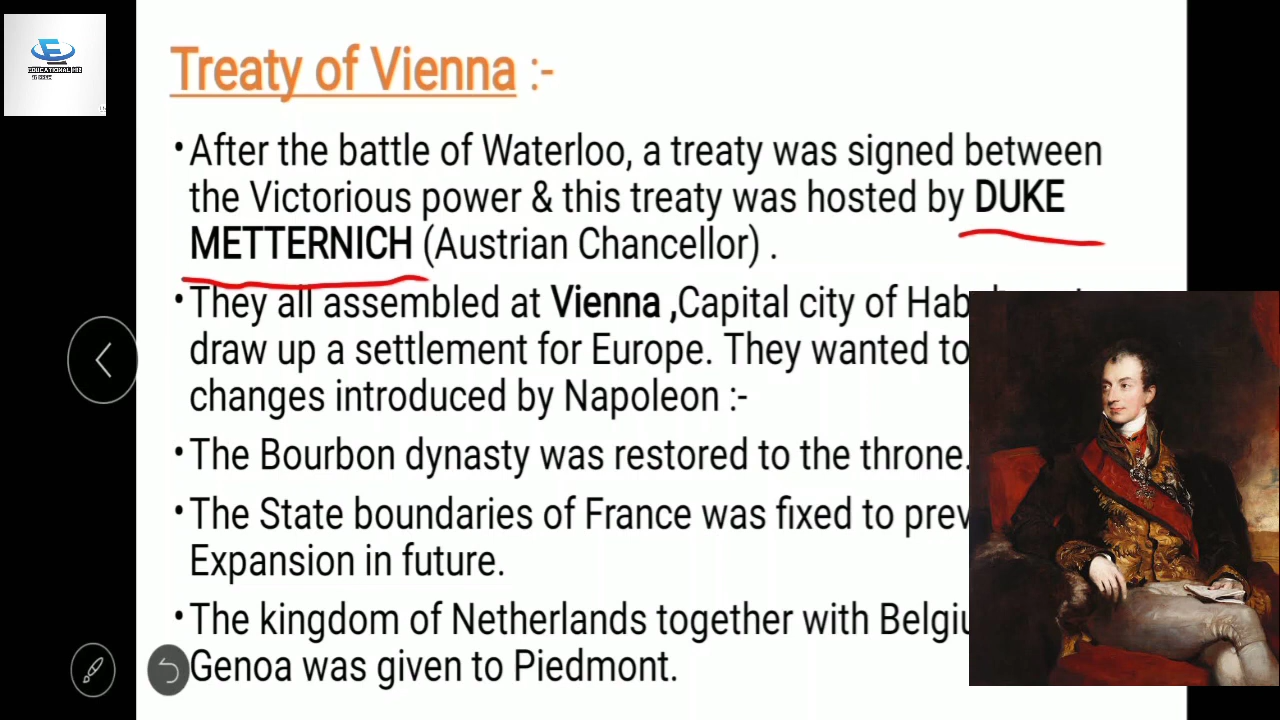 EDUCATIONAL
Treaty of Vienna :-
•After the battle of Waterloo, a treaty was signed between
the Victorious power & this treaty was hosted by DUKE
METTERNICH (Austrian Chancellor) .
•They all assembled at Vienna ,Capital city of
draw up a settlement for Europe. They wanted to
changes introduced by Napoleon :-
•The Bourbon dynasty was restored to the throne.
•The State boundaries of France was fixed to
Expansion in future.
•The kingdom of Netherlands together with
Genoa was given to Piedmont.